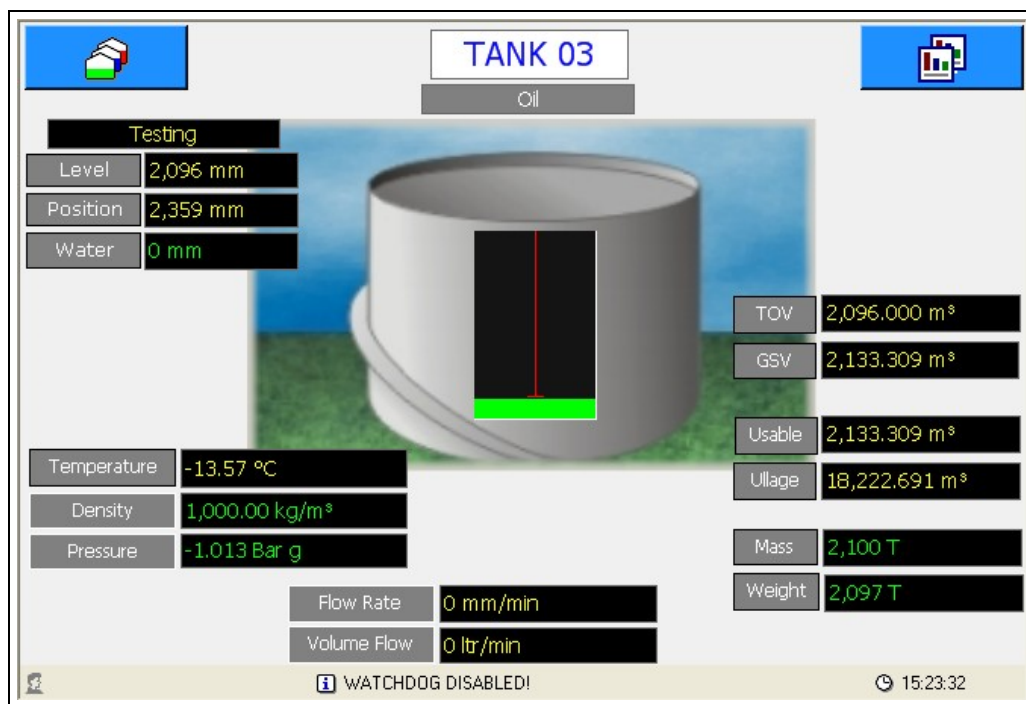 TANK 03
Oil
Testing
Level 2,096 mm
Position 2,359 mm
Water 0 mm
TOV 2,096.000 m³
GSV 2,133.309 m³
Usable 2,133.309 m³
Ullage 18,222.691 m³
Temperature -13.57 ºC
Density 1,000.00 kg/m³
Pressure -1.013 Bar g
Mass 2,100 T
Weight 2,097 T
Flow Rate 0 mm/min
Volume Flow 0 ltr/min
WATCHDOG DISABLED! 15:23:32